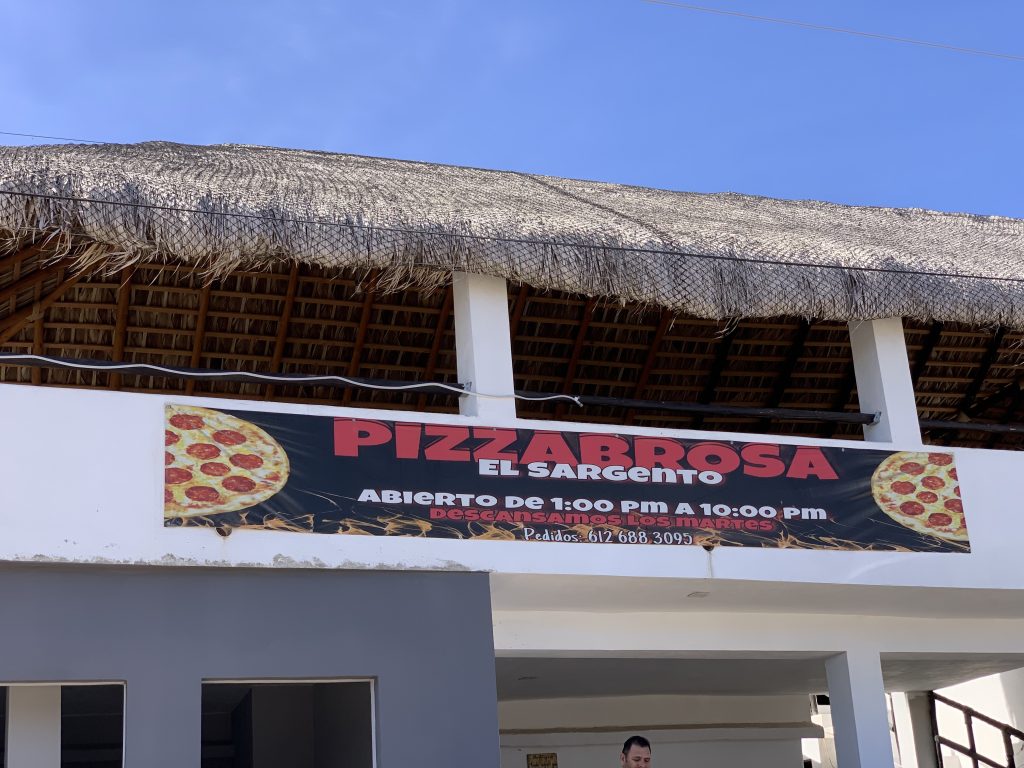 PIZZABROSA
EL SARGENTO
ABIERTO DE 1:00 PM A 10:00 PM
DESCANSAMOS LOS MARTES
Pedidos: 612 688 3095